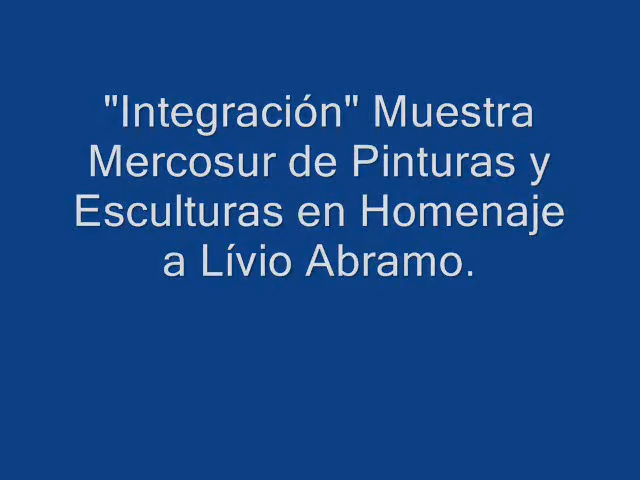 "Integración" Muestra
Mercosur de Pinturas y
Esculturas en Homenaje
a Lívio Abramo.